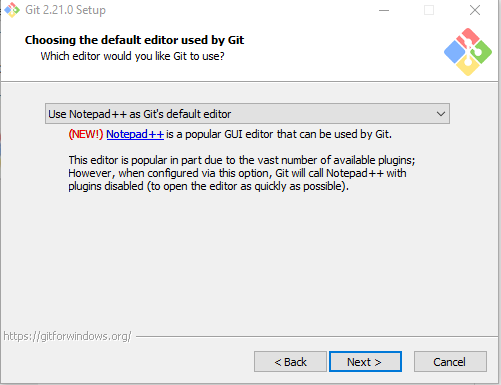 Git 2.21.0 Setup
Choosing the default editor used by Git
Which editor would you like Git to use?
Use Notepad++ as Git's default editor
(NEW!) Notepad++ is a popular GUI editor that can be used by Git.
This editor is popular in part due to the vast number of available plugins;
However, when configured via this option, Git will call Notepad++ with
plugins disabled (to open the editor as quickly as possible).
https://gitforwindows.org/
< Back Next > Cancel